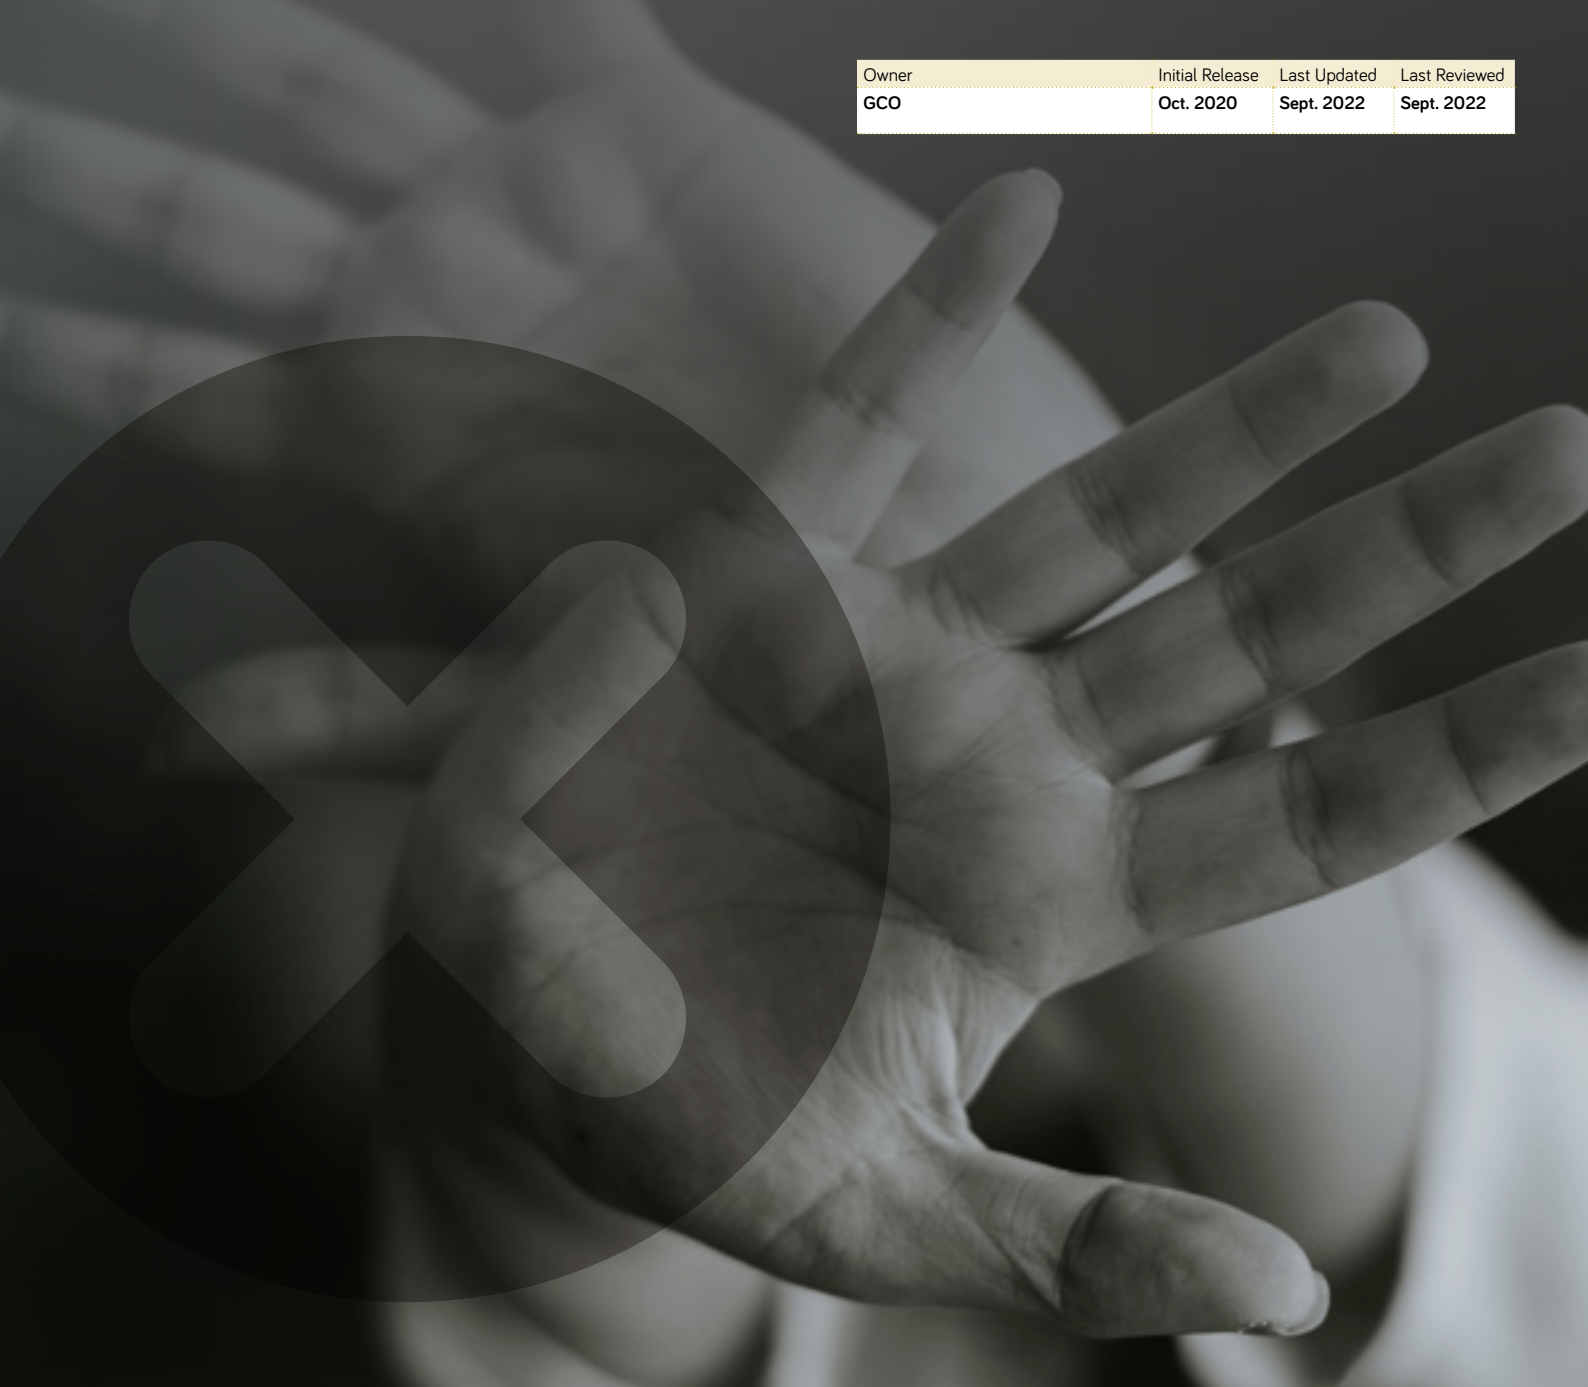 Owner Initial Release Last Updated Last Reviewed
GCO Oct. 2020 Sept. 2022 Sept. 2022